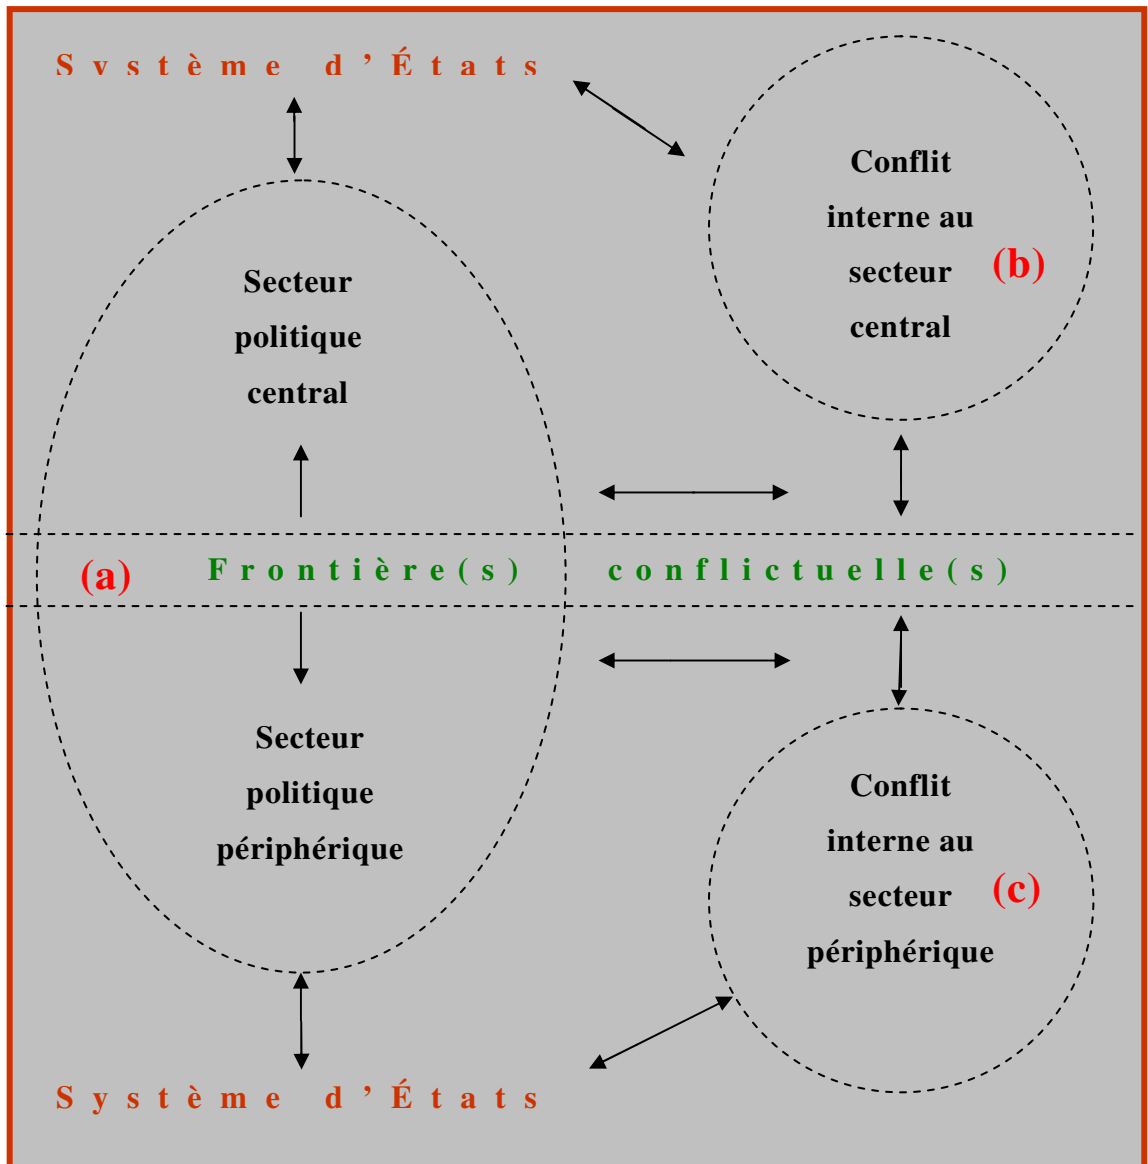 Système d’États
Conflit
interne au
secteur
central
(b)
Secteur
politique
central
(a)
Frontière(s) conflictuelle(s)
Secteur
politique
périphérique
Conflit
interne au
secteur
périphérique
(c)
Système d’États